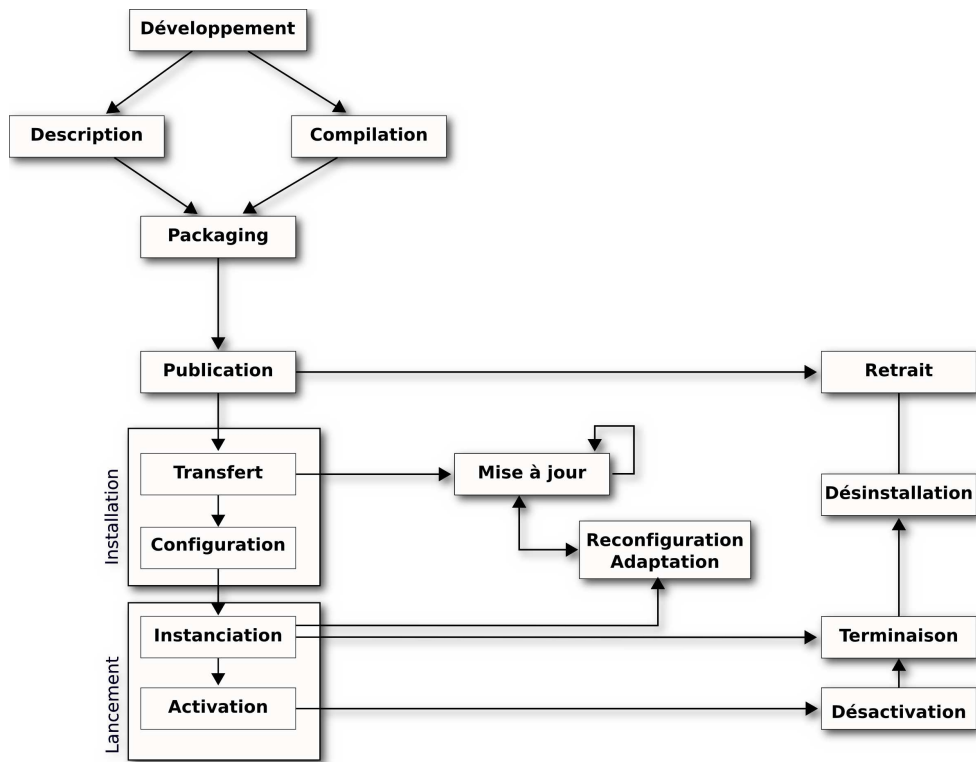 Développement
Description
Compilation
Packaging
Publication
Retrait
Installation
Transfert
Mise à jour
Désinstallation
Configuration
Reconfiguration
Adaptation
Lancement
Instanciation
Terminaison
Activation
Désactivation